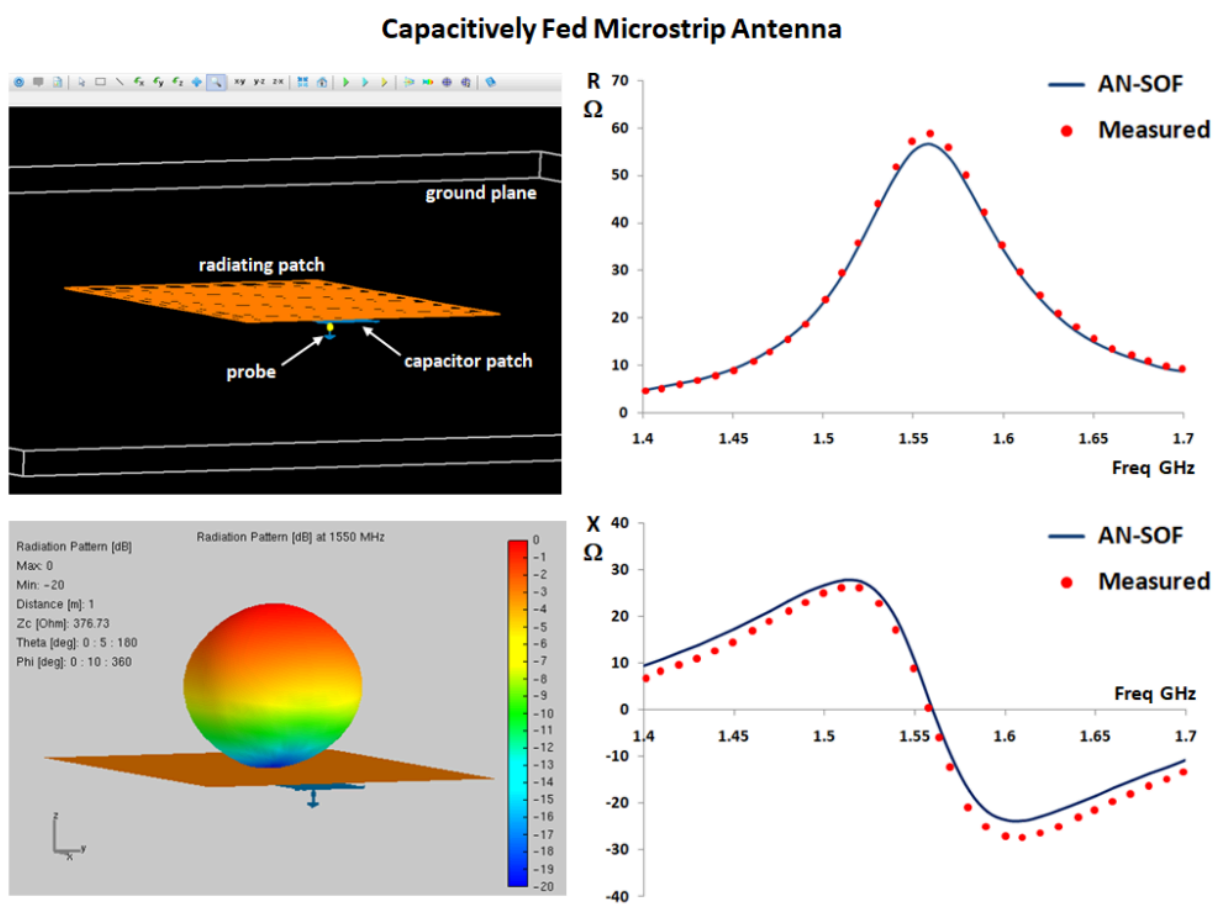 Capacitively Fed Microstrip Antenna
xy yz zx
ground plane
radiating patch
probe
capacitor patch
R
Ω
70
60
50
40
30
20
10
0
1.4 1.45 1.5 1.55 1.6 1.65 1.7
Freq GHz
AN-SOF
Measured
Radiation Pattern [dB]
Max: 0
Min: -20
Distance [m]: 1
Zc [Ohm]: 376.73
Theta [deg]: 0 : 5 : 180
Phi [deg]: 0 : 10 : 360
Radiation Pattern [dB] at 1550 MHz
0
-1
-2
-3
-4
-5
-6
-7
-8
-9
-10
-11
-12
-13
-14
-15
-16
-17
-18
-19
-20
z
y
x
X
Ω
40
30
20
10
0
-10
-20
-30
-40
1.4 1.45 1.5 1.55 1.6 1.65 1.7
Freq GHz
AN-SOF
Measured